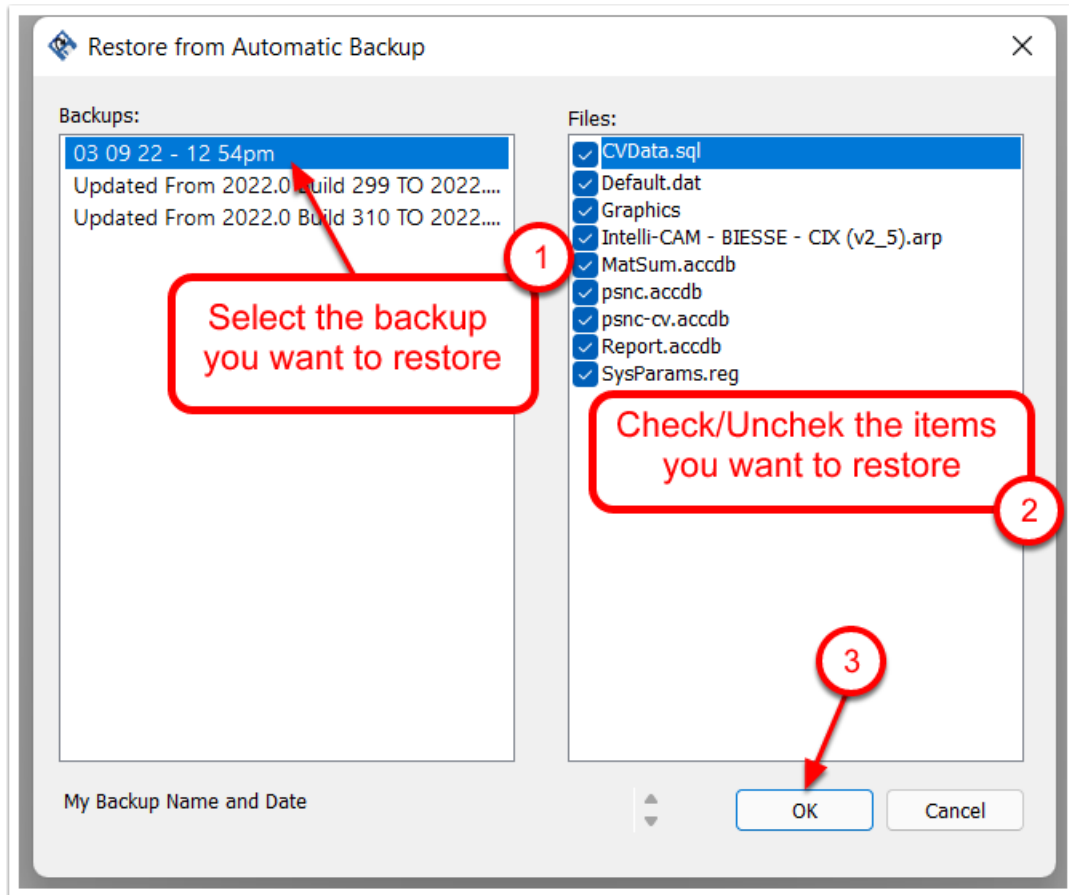 Restore from Automatic Backup
Backups:
03 09 22 - 12 54pm
Updated From 2022.0 Build 299 TO 2022....
Updated From 2022.0 Build 310 TO 2022....
1
Select the backup
you want to restore
Files:
CVData.sql
Default.dat
Graphics
Intelli-CAM - BIESSE - CIX (v2_5).arp
MatSum.accdb
psnc.accdb
psnc-cv.accdb
Report.accdb
SysParams.reg
Check/Unchek the items
you want to restore
2
3
My Backup Name and Date
OK
Cancel